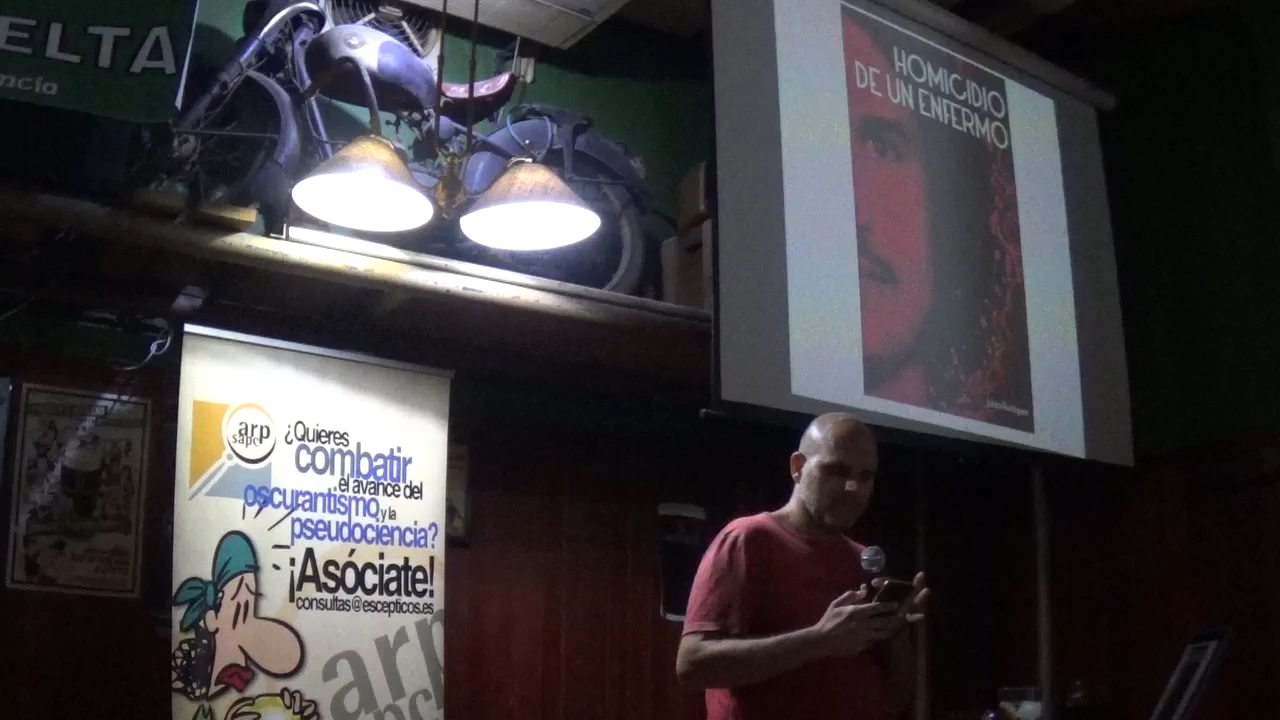 ELTA
ncia
HOMICIDIO
DE UN ENFERMO
arp
sapc
¿Quieres
combatir
el avance del
oscurantismo y la
pseudociencia?
¡Asóciate!
consultas@escepticos.es
arp